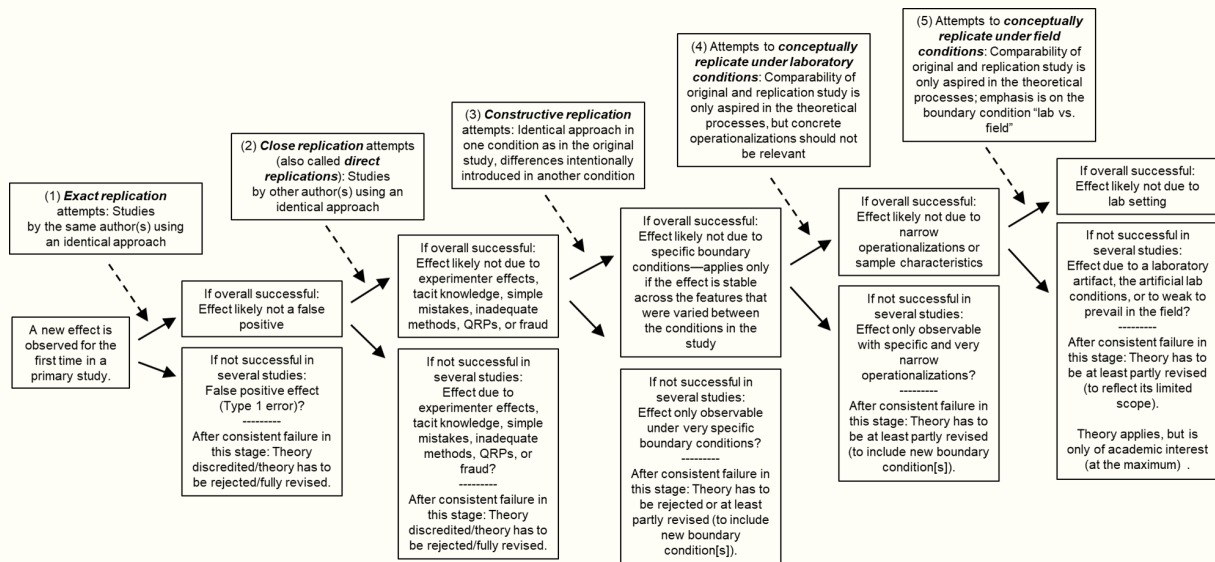 (1) Exact replication
attempts: Studies
by the same author(s) using
an identical approach
(2) Close replication attempts
(also called direct
replications): Studies
by other author(s) using an
identical approach
(3) Constructive replication
attempts: Identical approach in
one condition as in the original
study, differences intentionally
introduced in another condition
(4) Attempts to conceptually
replicate under laboratory
conditions: Comparability of
original and replication study is
only aspired in the theoretical
processes, but concrete
operationalizations should not
be relevant
(5) Attempts to conceptually
replicate under field
conditions: Comparability of
original and replication study is
only aspired in the theoretical
processes; emphasis is on the
boundary condition “lab vs.
field”
A new effect is
observed for the
first time in a
primary study.
If overall successful:
Effect likely not a false
positive
If not successful in
several studies:
False positive effect
(Type 1 error)?
---------
After consistent failure in
this stage: Theory
discredited/theory has to
be rejected/fully revised.
If overall successful:
Effect likely not due to
experimenter effects,
tacit knowledge, simple
mistakes, inadequate
methods, QRPs, or fraud
If not successful in
several studies:
Effect due to
experimenter effects,
tacit knowledge, simple
mistakes, inadequate
methods, QRPs, or
fraud?
---------
After consistent failure in
this stage: Theory
discredited/theory has to
be rejected/fully revised.
If overall successful:
Effect likely not due to
specific boundary
conditions—applies only
if the effect is stable
across the features that
were varied between
the conditions in the
study
If not successful in
several studies:
Effect only observable
under very specific
boundary conditions?
---------
After consistent failure in
this stage: Theory has to
be rejected or at least
partly revised (to include
new boundary
condition[s]).
If overall successful:
Effect likely not due to
narrow
operationalizations or
sample characteristics
If not successful in
several studies:
Effect only observable
with specific and very
narrow
operationalizations?
---------
After consistent failure in
this stage: Theory has to
be at least partly revised
(to include new boundary
condition[s]).
If overall successful:
Effect likely not due to
lab setting
If not successful in
several studies:
Effect due to a laboratory
artifact, the artificial lab
conditions, or to weak to
prevail in the field?
---------
After consistent failure in
this stage: Theory has to
be at least partly revised
(to reflect its limited
scope).
Theory applies, but is
only of academic interest
(at the maximum) .